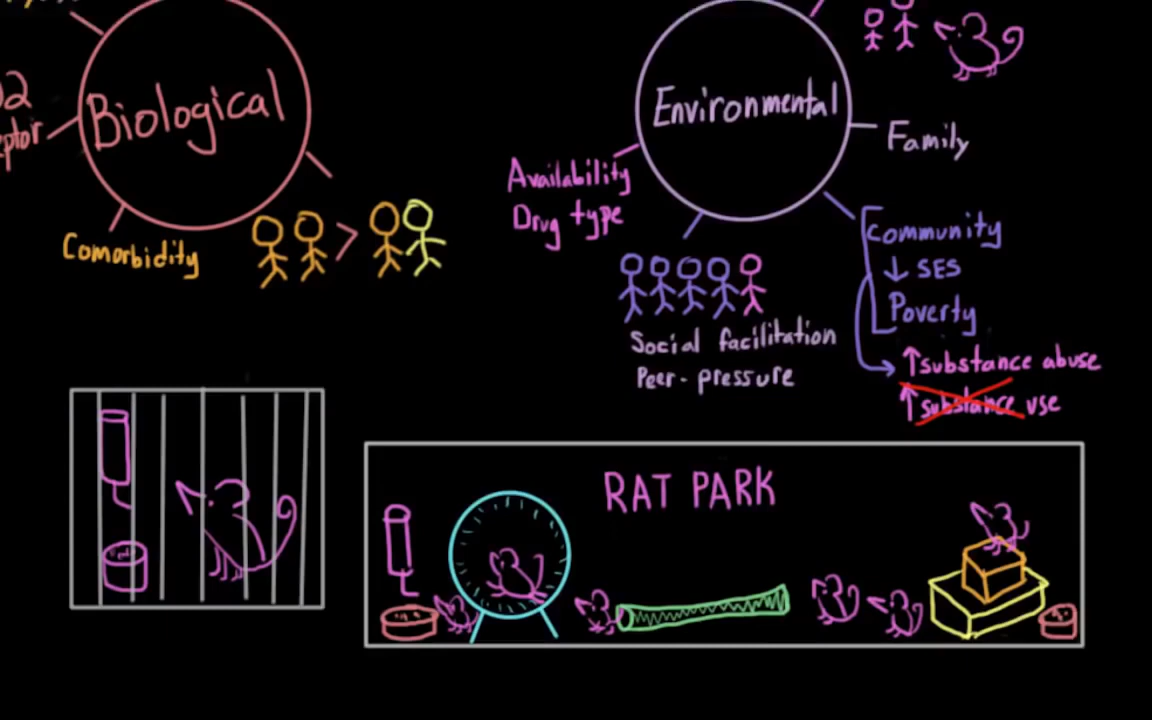 Biological
Comorbidity
Environmental
Family
Availability
Drug type
Community
↓ SES
Poverty
Social facilitation
Peer-pressure
↑substance abuse
↑substance use
RAT PARK